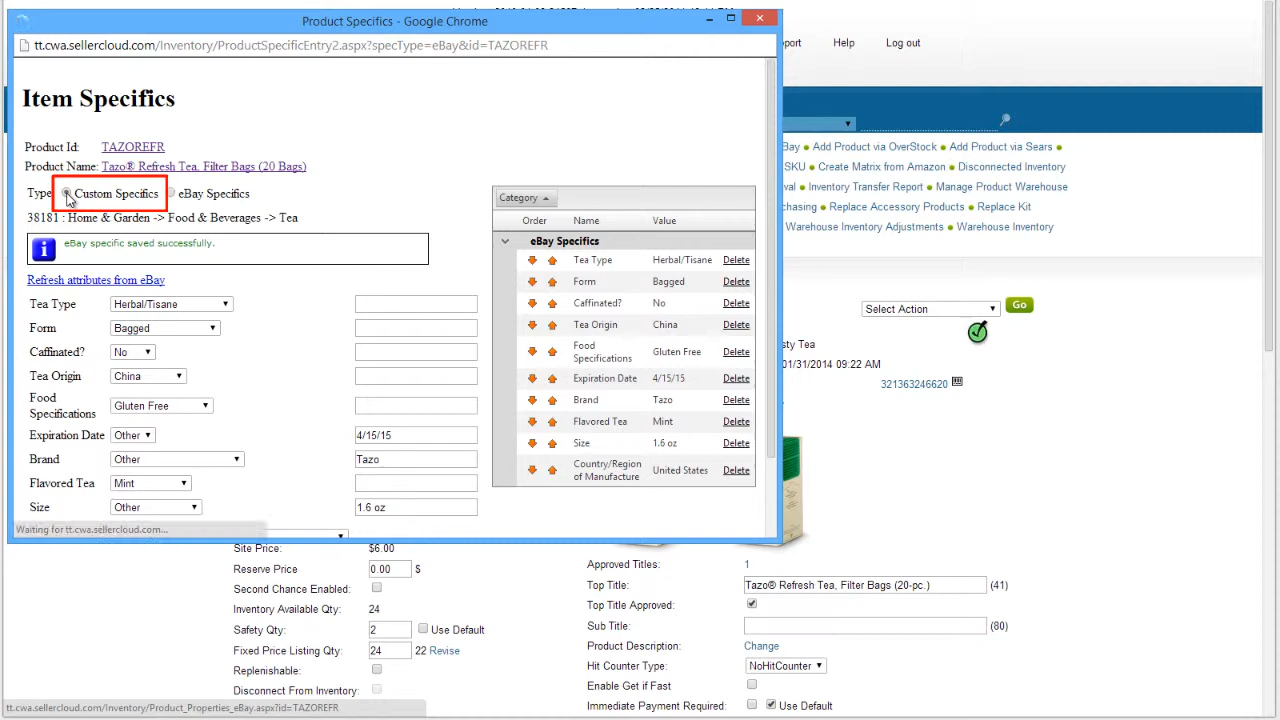 Product Specifics - Google Chrome
tt.cwa.sellercloud.com/Inventory/ProductSpecificEntry2.aspx?specType=eBay&id=TAZOREFR
Item Specifics
Product Id: TAZOREFR
Product Name: Tazo® Refresh Tea, Filter Bags (20 Bags)
Type Custom Specifics eBay Specifics
38181 : Home & Garden -> Food & Beverages -> Tea
eBay specific saved successfully.
Refresh attributes from eBay
Tea Type Herbal/Tisane
Form Bagged
Caffinated? No
Tea Origin China
Food Specifications Gluten Free
Expiration Date Other 4/15/15
Brand Other Tazo
Flavored Tea Mint
Size Other 1.6 oz
Waiting for tt.cwa.sellercloud.com...
Category
Order Name Value
eBay Specifics
Tea Type Herbal/Tisane Delete
Form Bagged Delete
Caffinated? No Delete
Tea Origin China Delete
Food
Specifications Gluten Free Delete
Expiration Date 4/15/15 Delete
Brand Tazo Delete
Flavored Tea Mint Delete
Size 1.6 oz Delete
Country/Region
of Manufacture United States Delete
port Help Log out
Bay Add Product via OverStock Add Product via Sears
SKU Create Matrix from Amazon Disconnected Inventory
val Inventory Transfer Report Manage Product Warehouse
chasing Replace Accessory Products Replace Kit
Warehouse Inventory Adjustments Warehouse Inventory
Select Action Go
sty Tea
01/31/2014 09:22 AM
321363246620
Site Price: $6.00
Reserve Price 0.00 $
Second Chance Enabled:
Inventory Available Qty: 24
Safety Qty: 2 Use Default
Fixed Price Listing Qty: 24 22 Revise
Replenishable:
Disconnect From Inventory:
Approved Titles: 1
Top Title: Tazo® Refresh Tea, Filter Bags (20-pc.) (41)
Top Title Approved:
Sub Title: (80)
Product Description: Change
Hit Counter Type: NoHitCounter
Enable Get if Fast
Immediate Payment Required: Use Default
tt.cwa.sellercloud.com/Inventory/Product_Properties_eBay.aspx?id=TAZOREFR